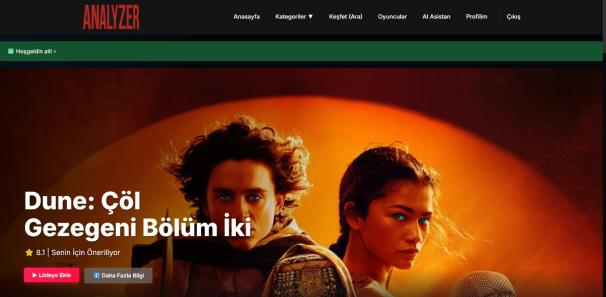 ANALYZER
Anasayfa Kategoriler ▼ Keşfet (Ara) Oyuncular AI Asistan Profilim Çıkış
✅ Hoşgeldin ali!
Dune: Çöl
Gezegeni Bölüm İki
⭐ 8.1 | Senin İçin Öneriliyor
▶ Listeye Ekle ℹ️ Daha Fazla Bilgi